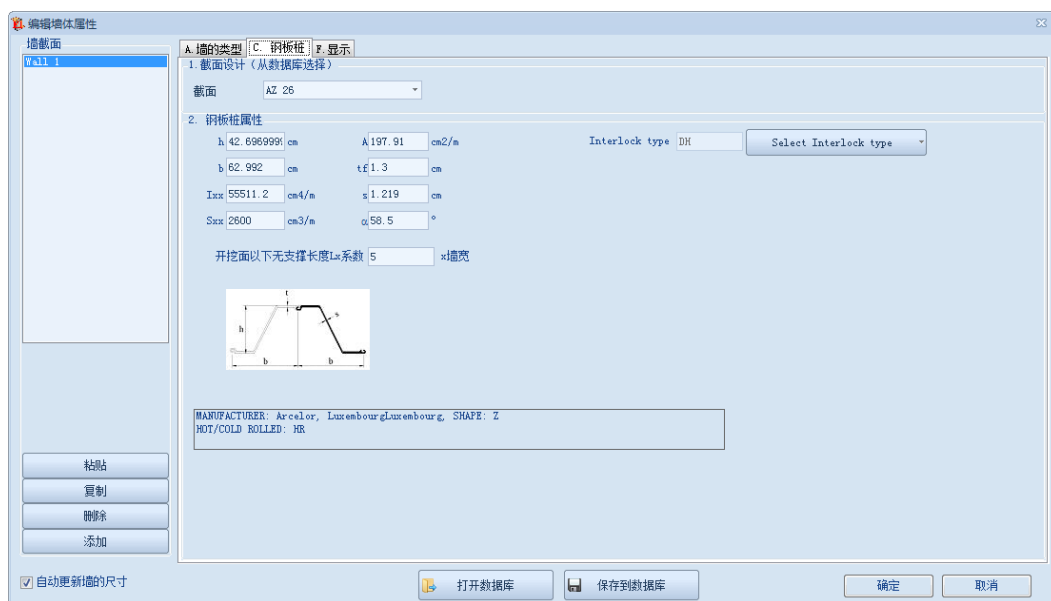 编辑墙体属性
墙截面
Wall 1
粘贴
复制
删除
添加
自动更新墙的尺寸
A.墙的类型 C. 钢板桩 F.显示
1.截面设计（从数据库选择）
截面 AZ 26
2. 钢板桩属性
h 42.6969999 cm A 197.91 cm2/m Interlock type DH Select Interlock type
b 62.992 cm tf 1.3 cm
Ixx 55511.2 cm4/m s 1.219 cm
Sxx 2600 cm3/m α 58.5 °
开挖面以下无支撑长度Lx系数 5 x墙宽
t
h s
b b
MANUFACTURER: Arcelor, LuxembourgLuxembourg, SHAPE: Z
HOT/COLD ROLLED: HR
打开数据库 保存到数据库 确定 取消